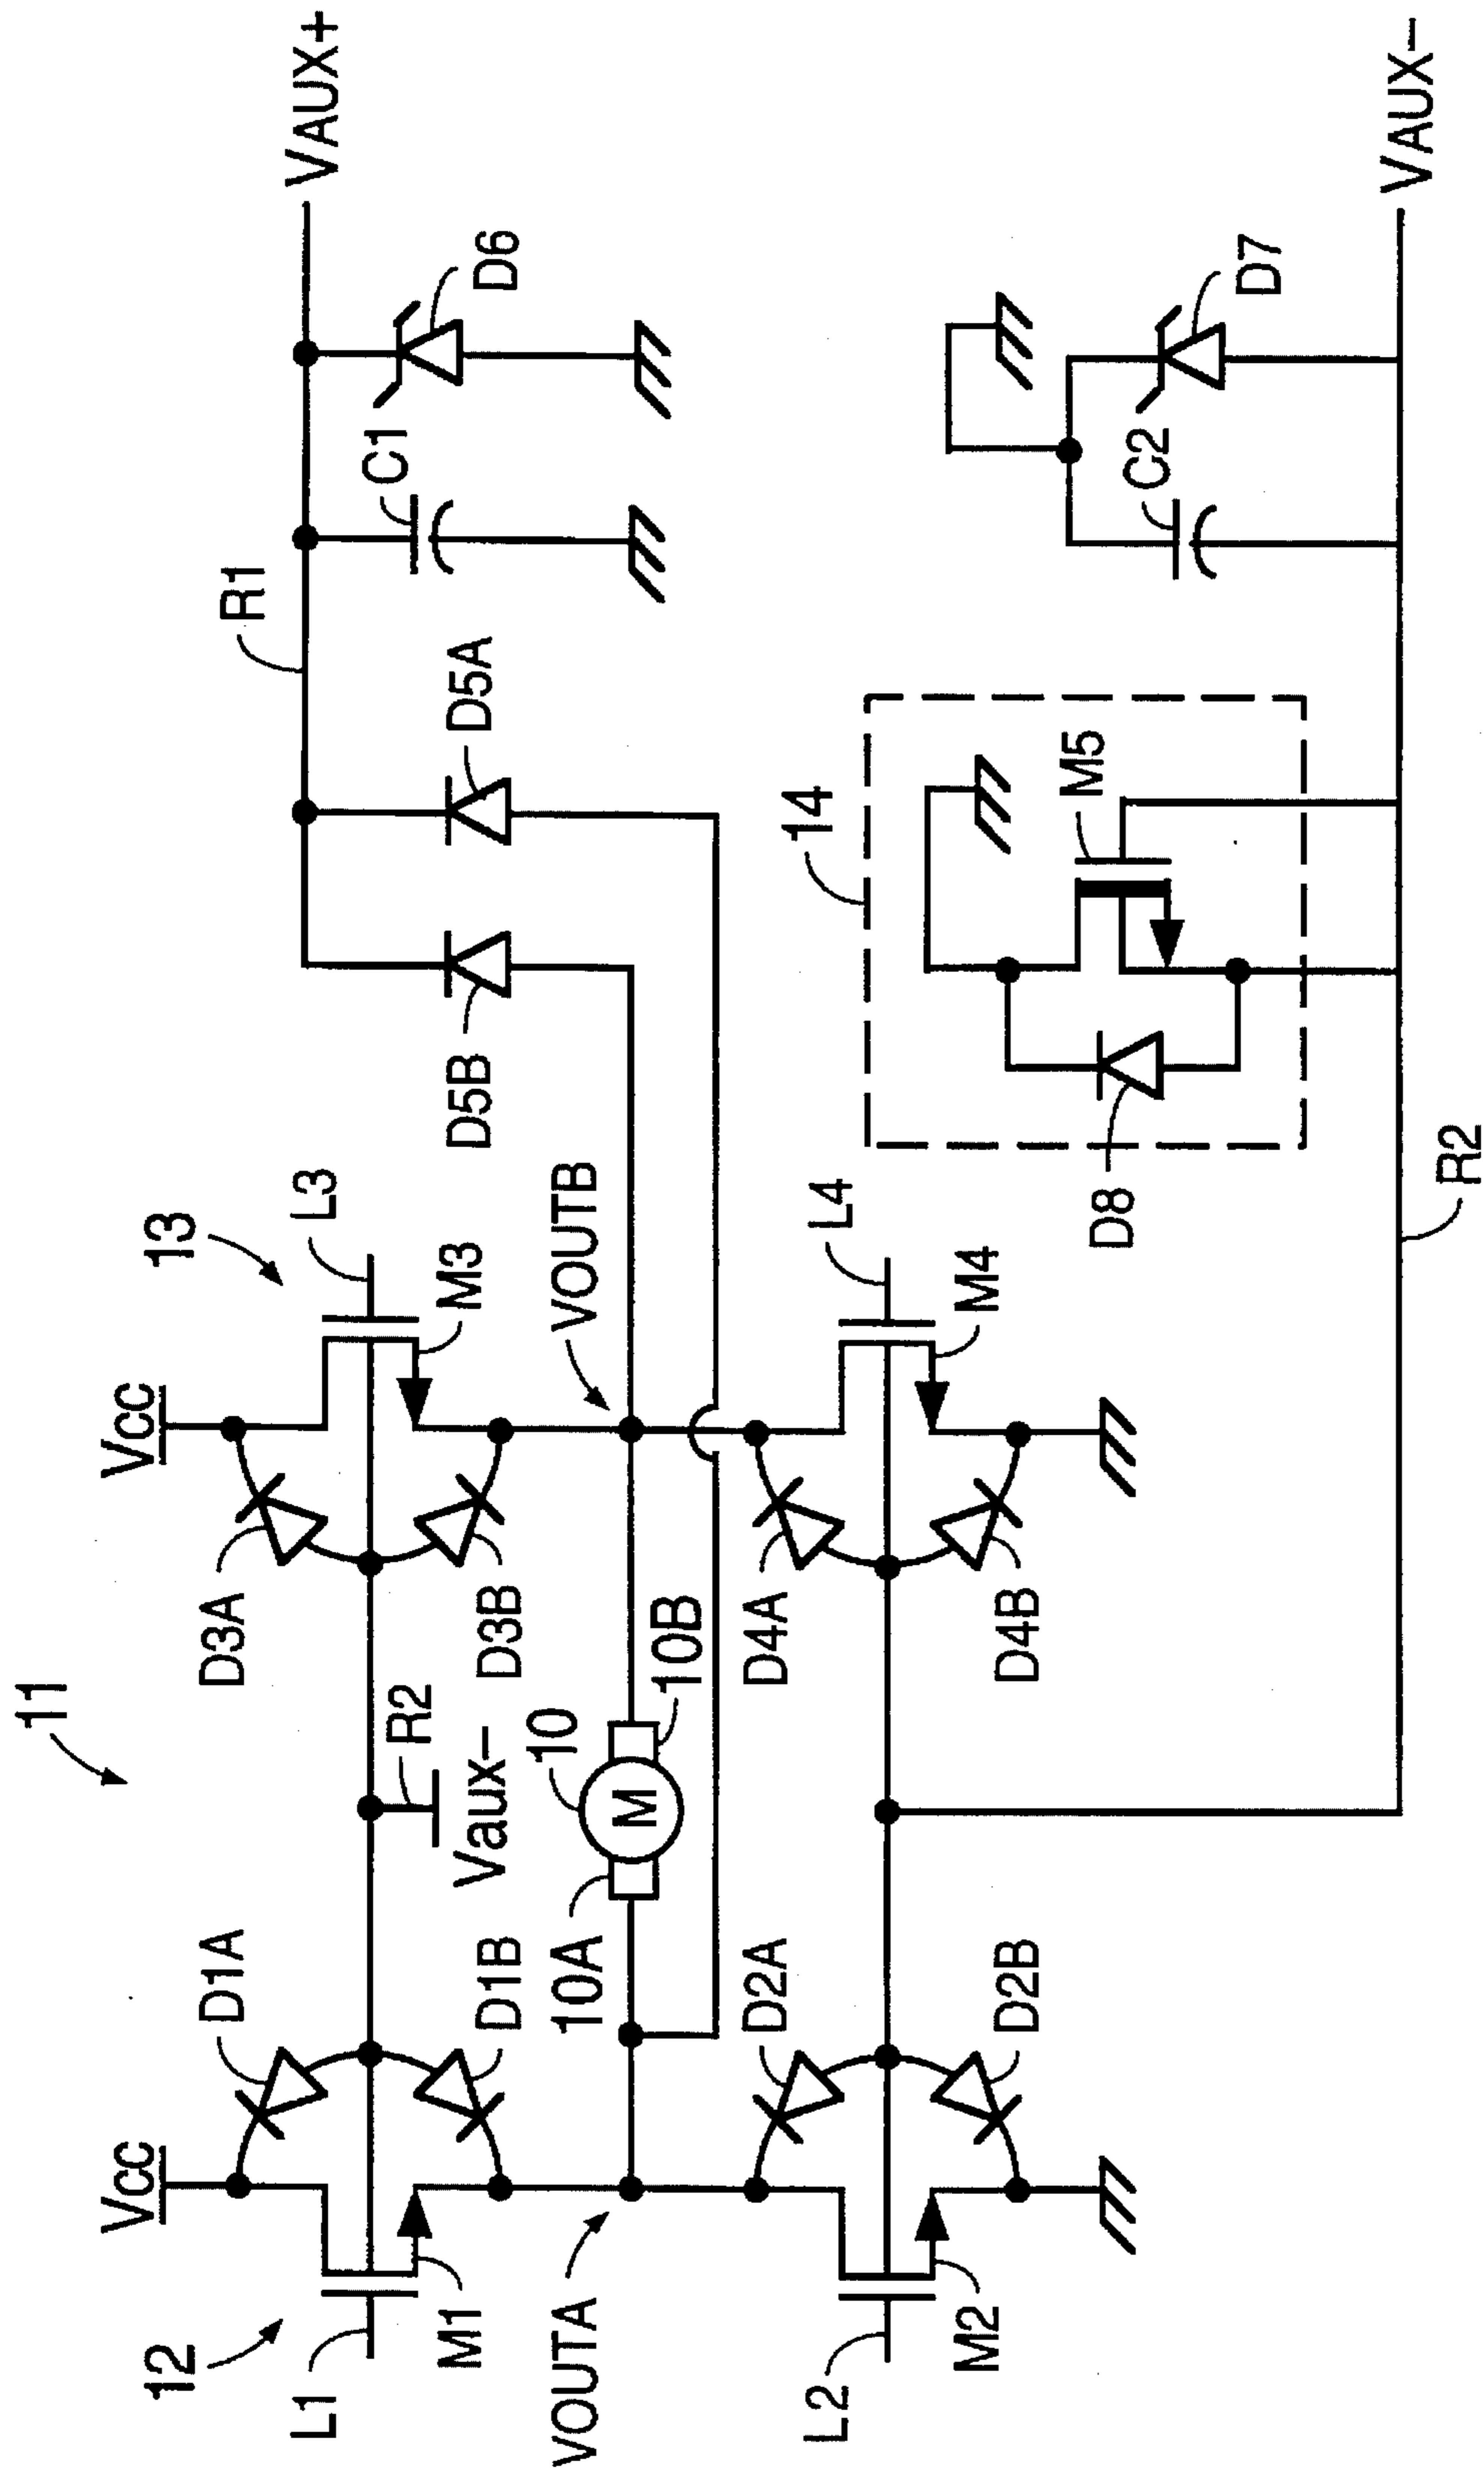 11
12
13
VCC
VCC
L1
D1A
D3A
L3
R1
VAUX+
M1
D1B
R2
Vaux–
D3B
M3
C1
D6
D5B
D5A
VOUTA
10A
10
M
10B
VOUTB
14
L2
D2A
D4A
L4
M2
D2B
D4B
M4
D8
M5
C2
D7
R2
VAUX–